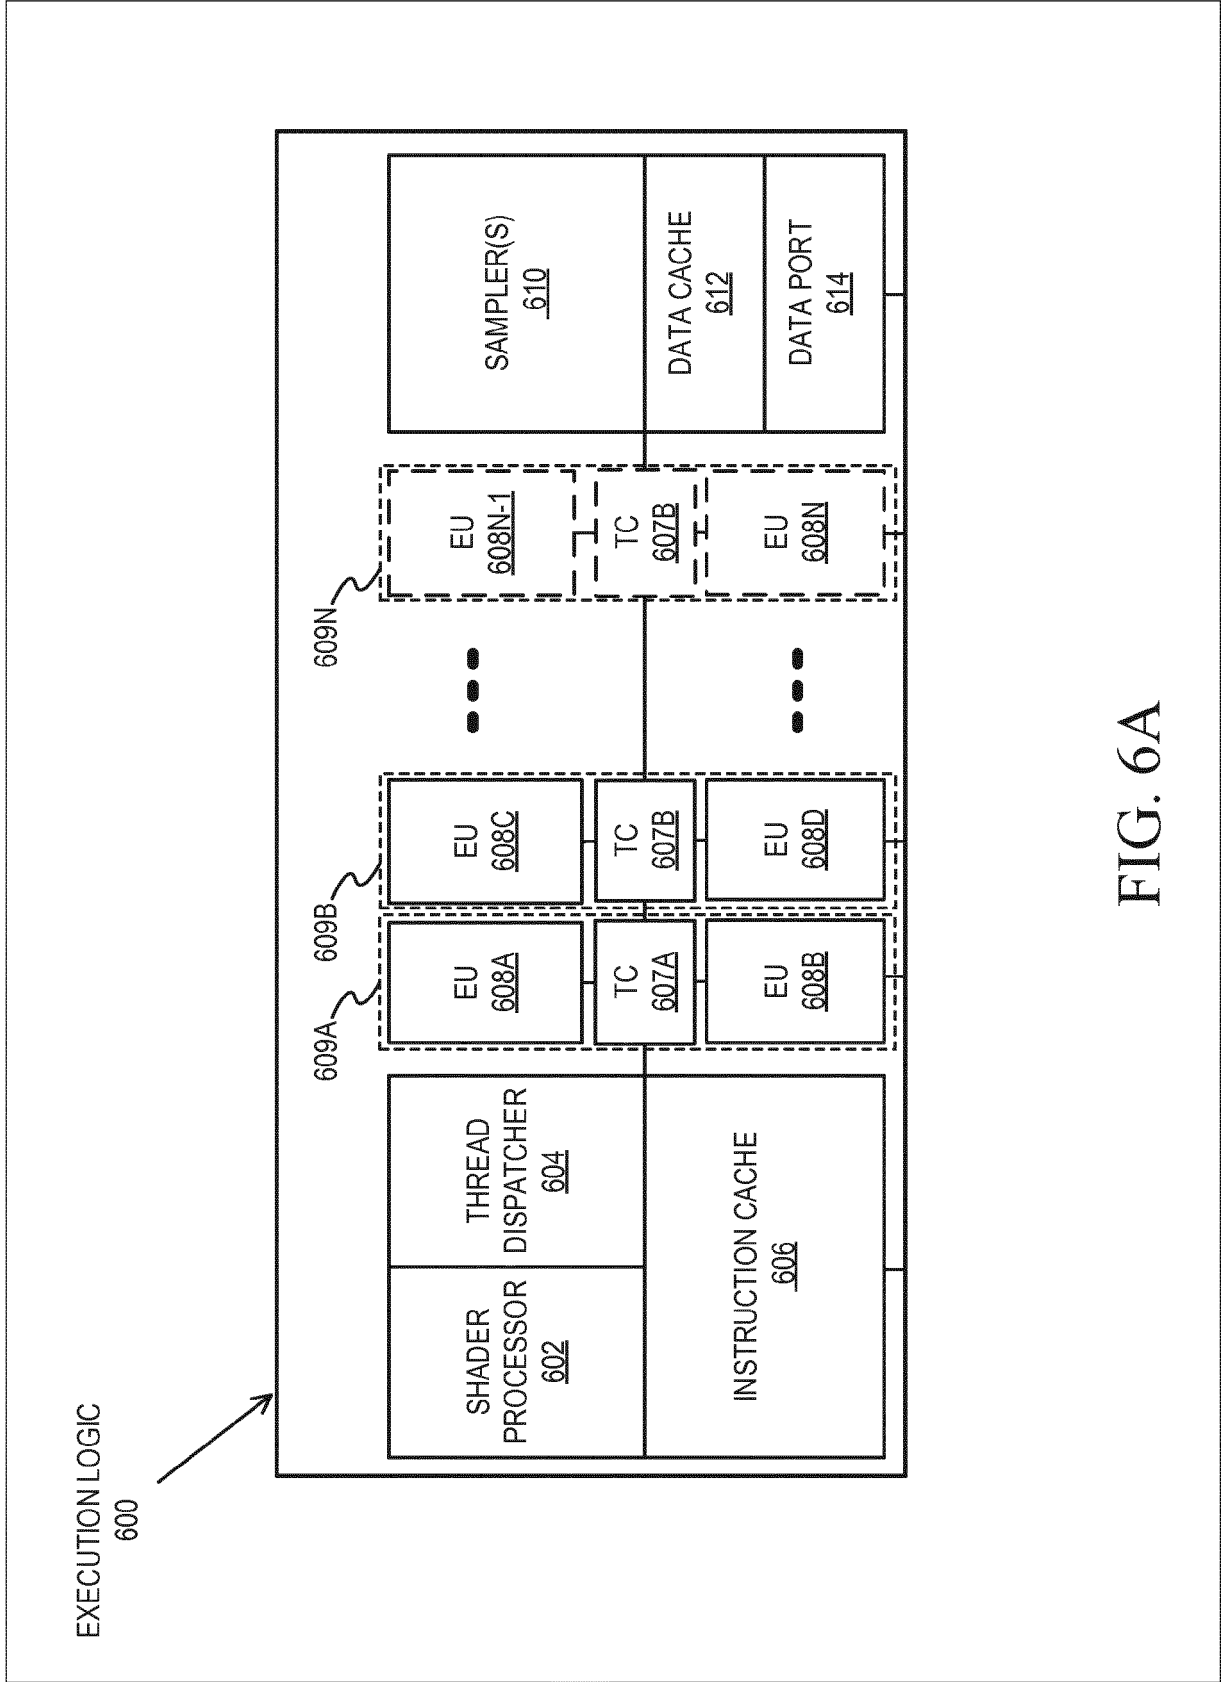 EXECUTION LOGIC
600
609A
609B
609N
SHADER
PROCESSOR
602
THREAD
DISPATCHER
604
EU
608A
EU
608C
EU
608N-1
SAMPLER(S)
610
TC
607A
TC
607B
TC
607B
DATA CACHE
612
INSTRUCTION CACHE
606
EU
608B
EU
608D
EU
608N
DATA PORT
614
FIG. 6A